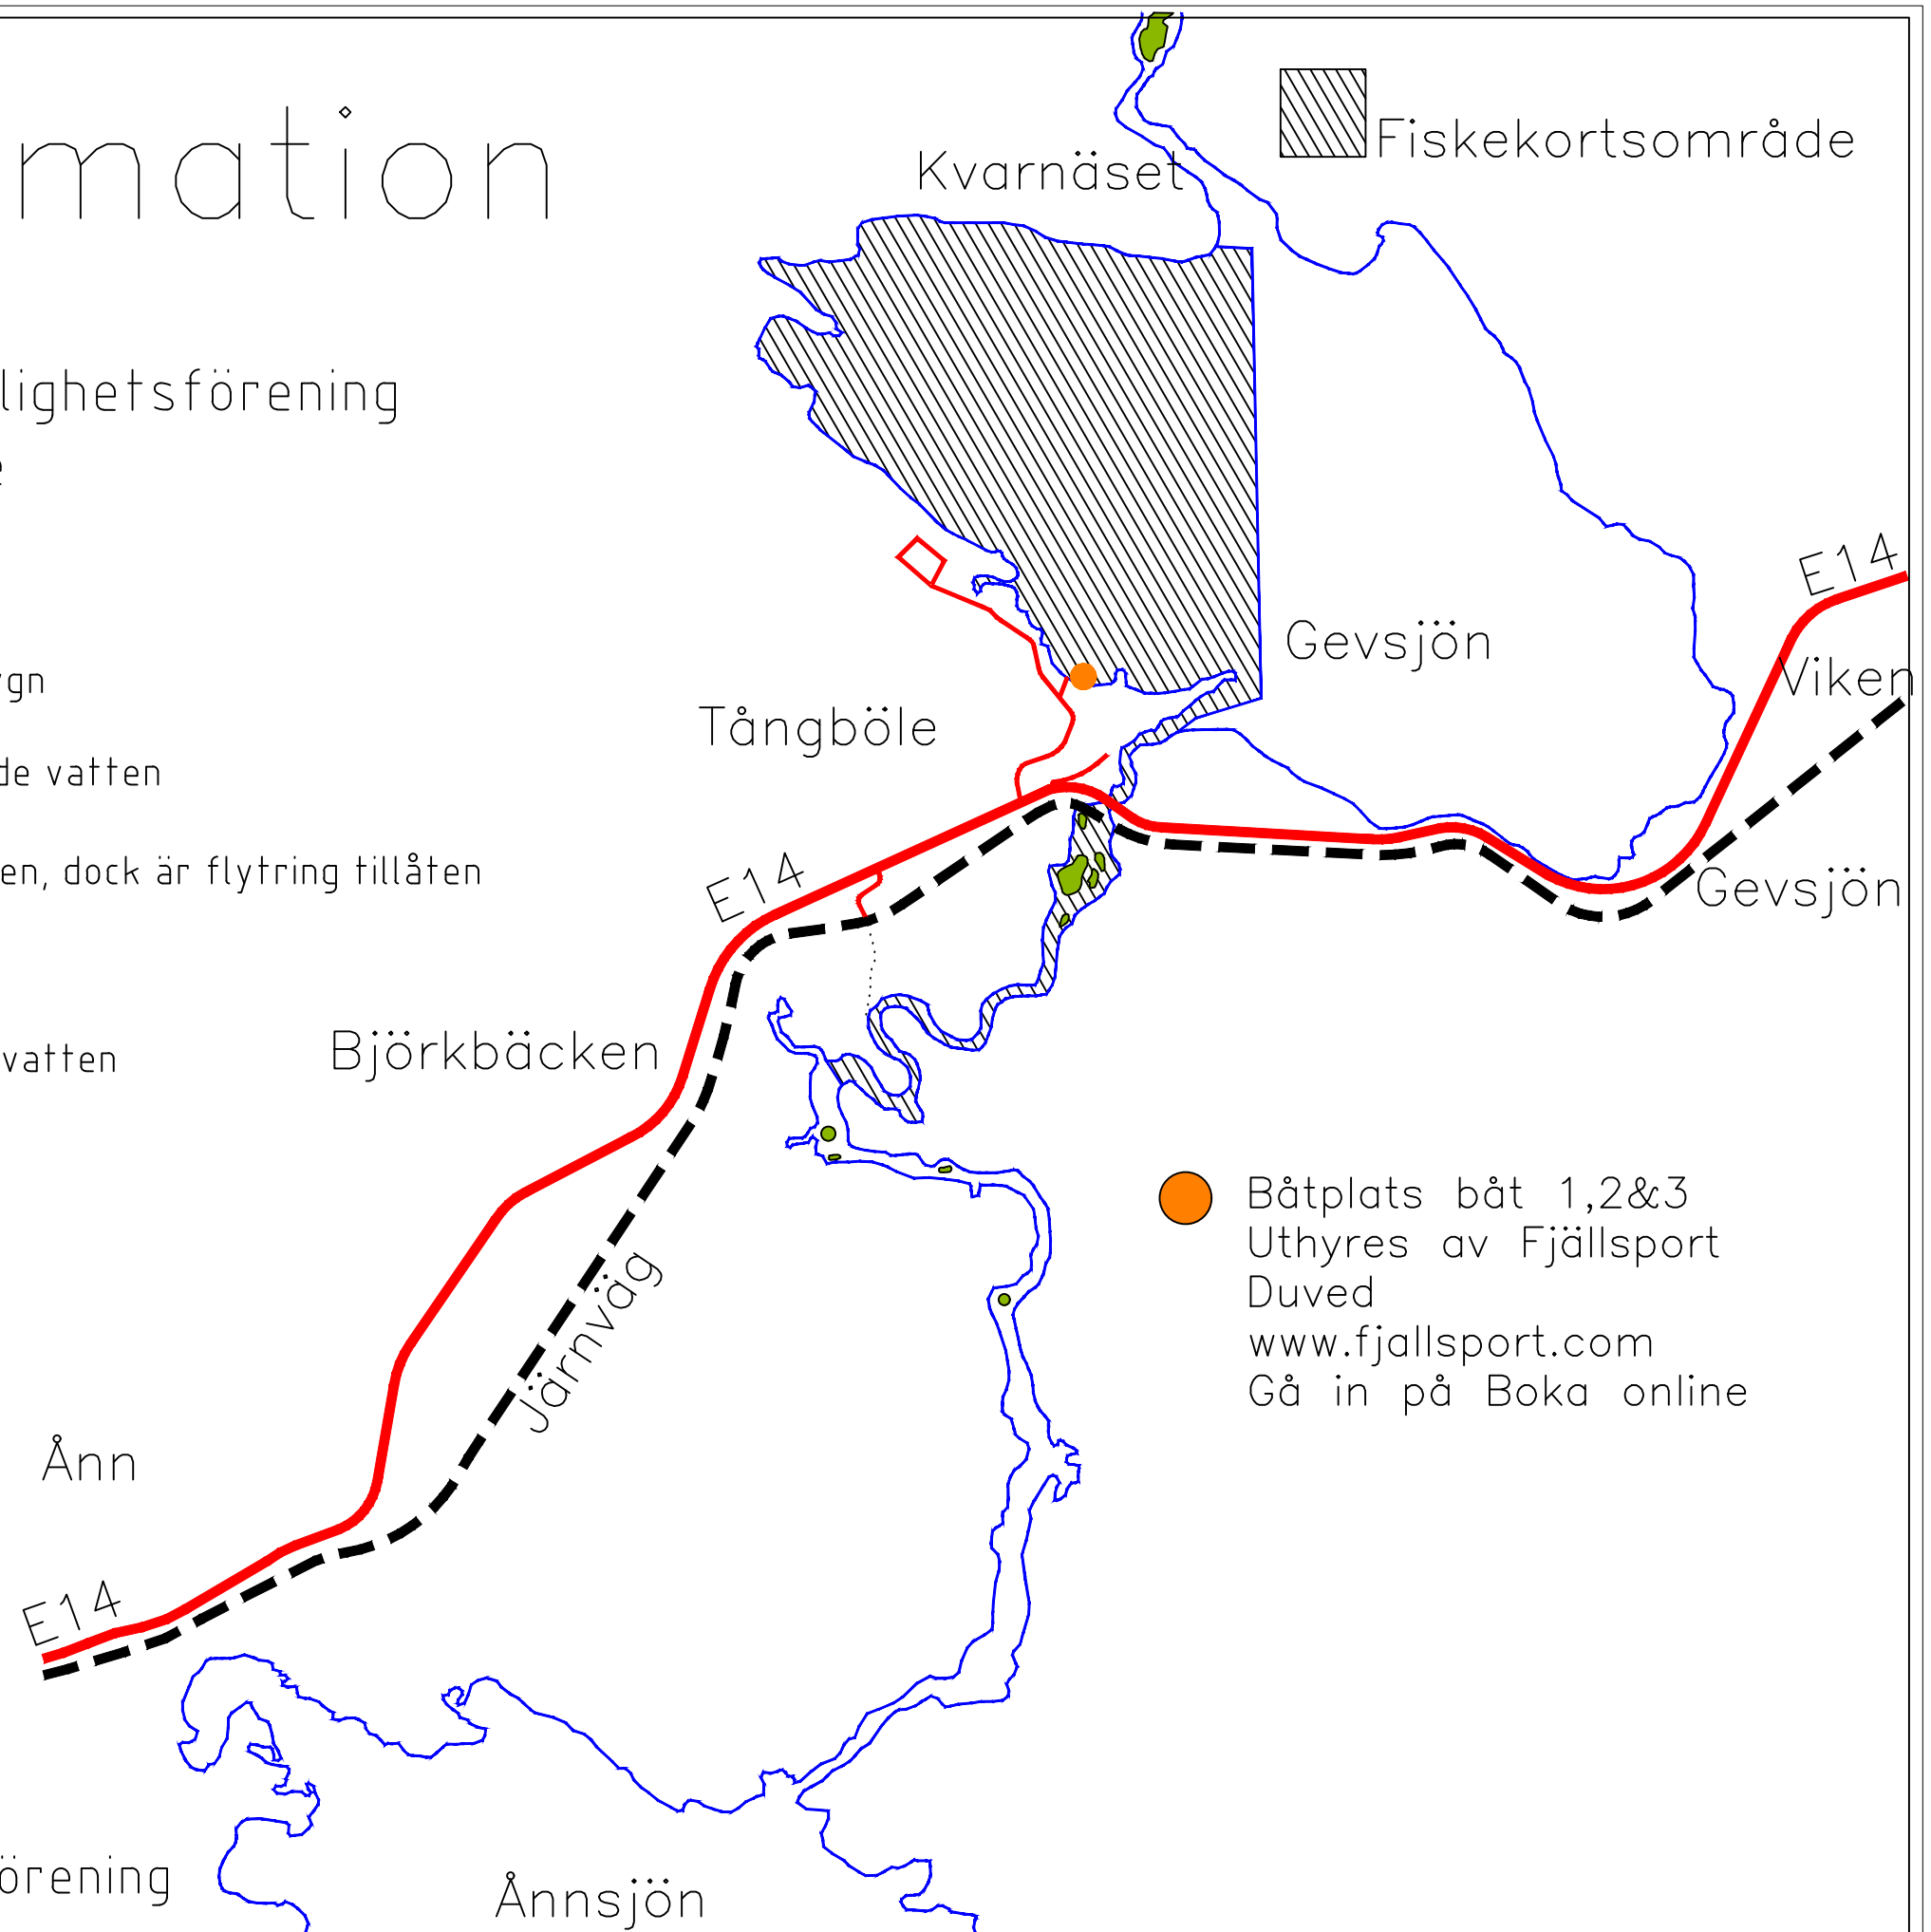 mation
Kvarnäset
Fiskekortsområde
lighetsförening
E14
Gevsjön
Viken
Tångböle
de vatten
E14
en, dock är flytring tillåten
Gevsjön
Björkbäcken
vatten
Båtplats båt 1,2&3
Uthyres av Fjällsport
Duved
www.fjallsport.com
Gå in på Boka online
Järnväg
Ånn
E14
örening
Ånnsjön